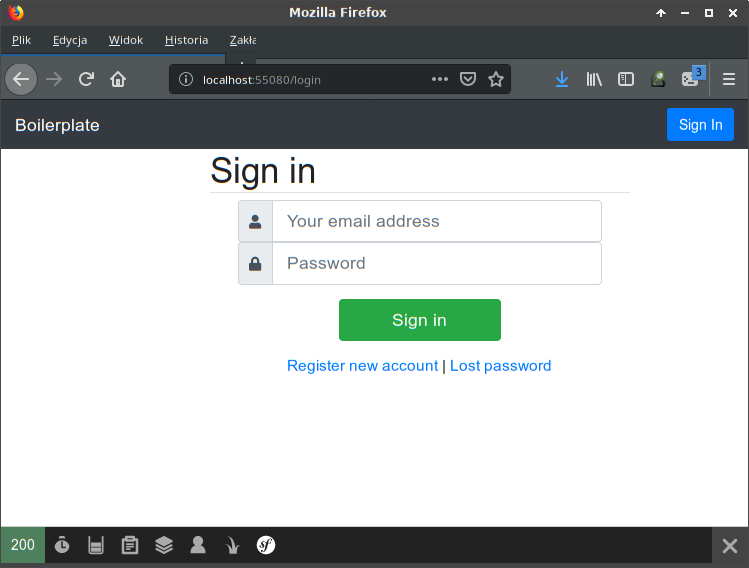 Mozilla Firefox
Plik Edycja Widok Historia Zakła
localhost:55080/login
3
Boilerplate
Sign In
Sign in
Your email address
Password
Sign in
Register new account | Lost password
200
sf